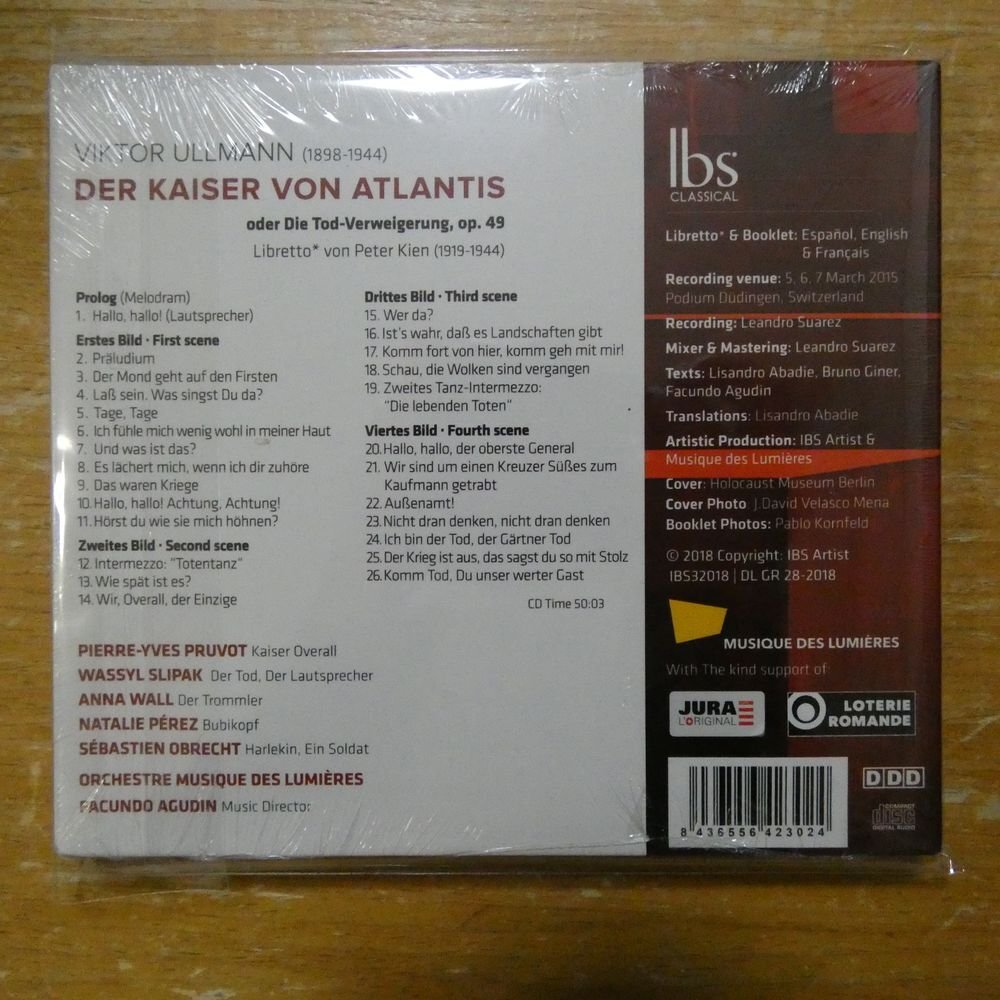 VIKTOR ULLMANN (1898-1944)
DER KAISER VON ATLANTIS
oder Die Tod-Verweigerung, op. 49
Libretto* von Peter Kien (1919-1944)
Prolog (Melodram)
1. Hallo, hallo! (Lautsprecher)
Erstes Bild · First scene
2. Präludium
3. Der Mond geht auf den Firsten
4. Laß sein. Was singst Du da?
5. Tage, Tage
6. Ich fühle mich wenig wohl in meiner Haut
7. Und was ist das?
8. Es lächert mich, wenn ich dir zuhöre
9. Das waren Kriege
10. Hallo, hallo! Achtung, Achtung!
11. Hörst du wie sie mich höhnen?
Zweites Bild · Second scene
12. Intermezzo: "Totentanz"
13. Wie spät ist es?
14. Wir, Overall, der Einzige
Drittes Bild · Third scene
15. Wer da?
16. Ist's wahr, daß es Landschaften gibt
17. Komm fort von hier, komm geh mit mir!
18. Schau, die Wolken sind vergangen
19. Zweites Tanz-Intermezzo:
"Die lebenden Toten"
Viertes Bild · Fourth scene
20. Hallo, hallo, der oberste General
21. Wir sind um einen Kreuzer Süßes zum
Kaufmann getrabt
22. Außenamt!
23. Nicht dran denken, nicht dran denken
24. Ich bin der Tod, der Gärtner Tod
25. Der Krieg ist aus, das sagst du so mit Stolz
26. Komm Tod, Du unser werter Gast
CD Time 50:03
PIERRE-YVES PRUVOT Kaiser Overall
WASSYL SLIPAK Der Tod, Der Lautsprecher
ANNA WALL Der Trommler
NATALIE PÉREZ Bubikopf
SÉBASTIEN OBRECHT Harlekin, Ein Soldat
ORCHESTRE MUSIQUE DES LUMIÈRES
FACUNDO AGUDIN Music Director
Ibs
CLASSICAL
Libretto* & Booklet: Español, English
& Français
Recording venue: 5, 6, 7 March 2015
Podium Düdingen, Switzerland
Recording: Leandro Suarez
Mixer & Mastering: Leandro Suarez
Texts: Lisandro Abadie, Bruno Giner,
Facundo Agudin
Translations: Lisandro Abadie
Artistic Production: IBS Artist &
Musique des Lumières
Cover: Holocaust Museum Berlin
Cover Photo J.David Velasco Mena
Booklet Photos: Pablo Kornfeld
© 2018 Copyright: IBS Artist
IBS32018 | DL GR 28-2018
MUSIQUE DES LUMIÈRES
With The kind support of:
JURA
L'ORIGINAL
LOTERIE
ROMANDE
8 436556 423024
DDD
COMPACT
disc
DIGITAL AUDIO